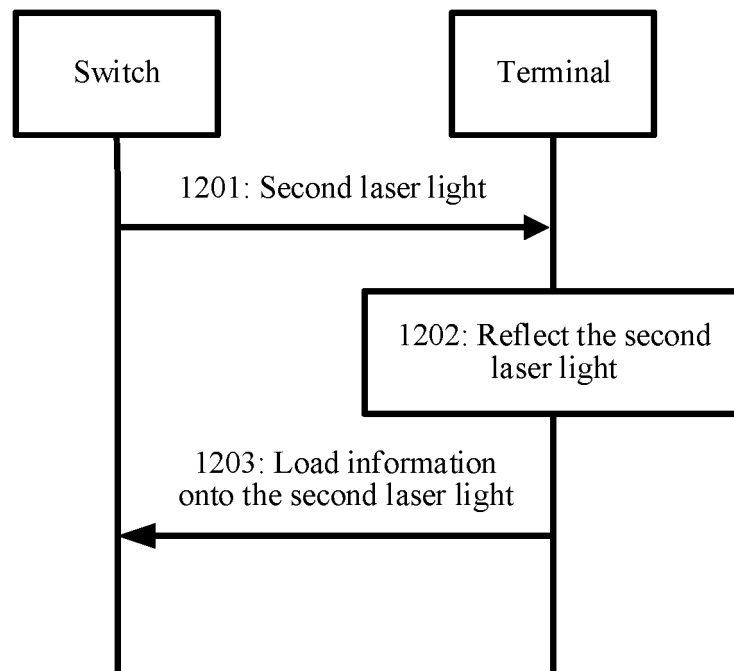 Switch
Terminal
1201: Second laser light
1202: Reflect the second
laser light
1203: Load information
onto the second laser light